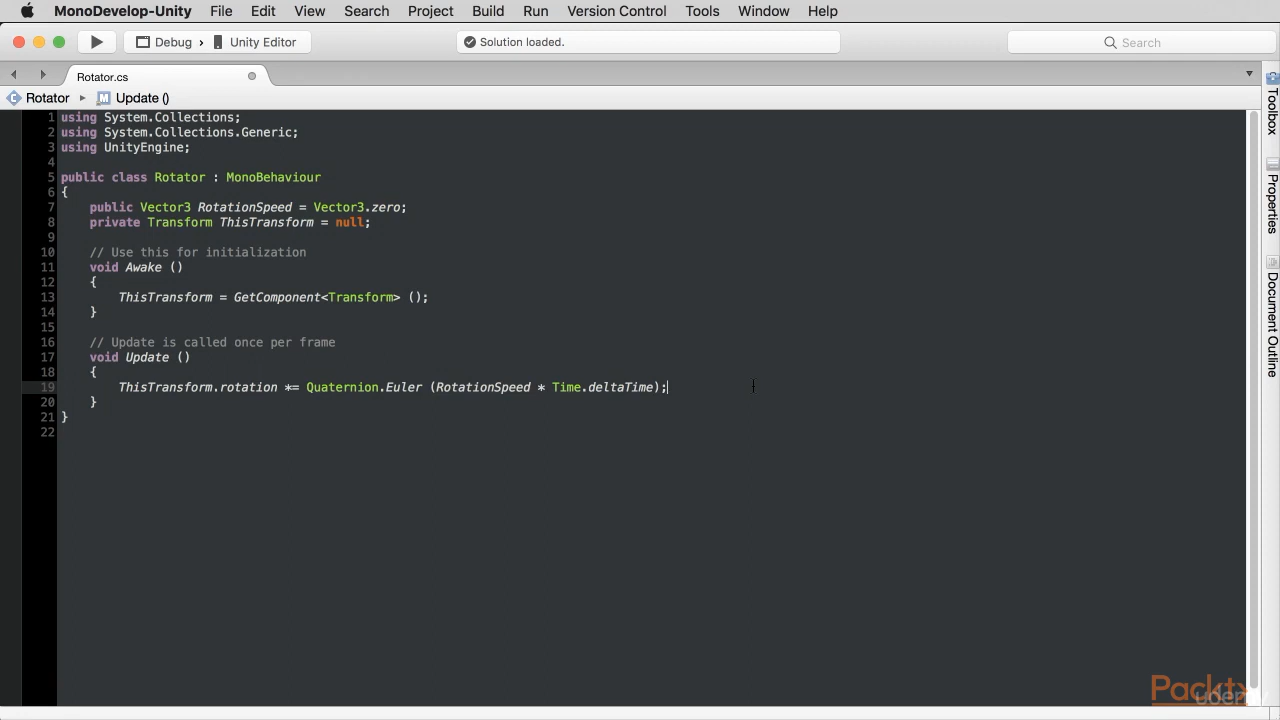 MonoDevelop-Unity File Edit View Search Project Build Run Version Control Tools Window Help
Debug › Unity Editor Solution loaded. Search
Rotator.cs
Rotator ▸ Update ()
1 using System.Collections;
2 using System.Collections.Generic;
3 using UnityEngine;
4
5 public class Rotator : MonoBehaviour
6 {
7 public Vector3 RotationSpeed = Vector3.zero;
8 private Transform ThisTransform = null;
9
10 // Use this for initialization
11 void Awake ()
12 {
13 ThisTransform = GetComponent<Transform> ();
14 }
15
16 // Update is called once per frame
17 void Update ()
18 {
19 ThisTransform.rotation *= Quaternion.Euler (RotationSpeed * Time.deltaTime);
20 }
21 }
22
Toolbox
Properties
Document Outline
Packt
udemy